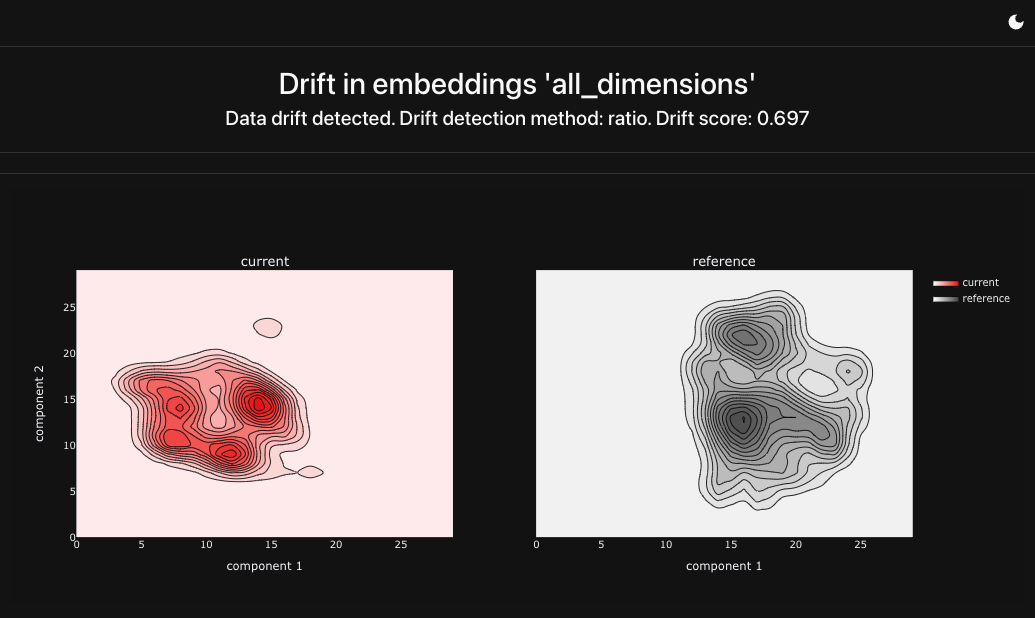 Drift in embeddings 'all_dimensions'
Data drift detected. Drift detection method: ratio. Drift score: 0.697
current
reference
current
reference
component 2
25
20
15
10
5
0
0 5 10 15 20 25
0 5 10 15 20 25
component 1
component 1